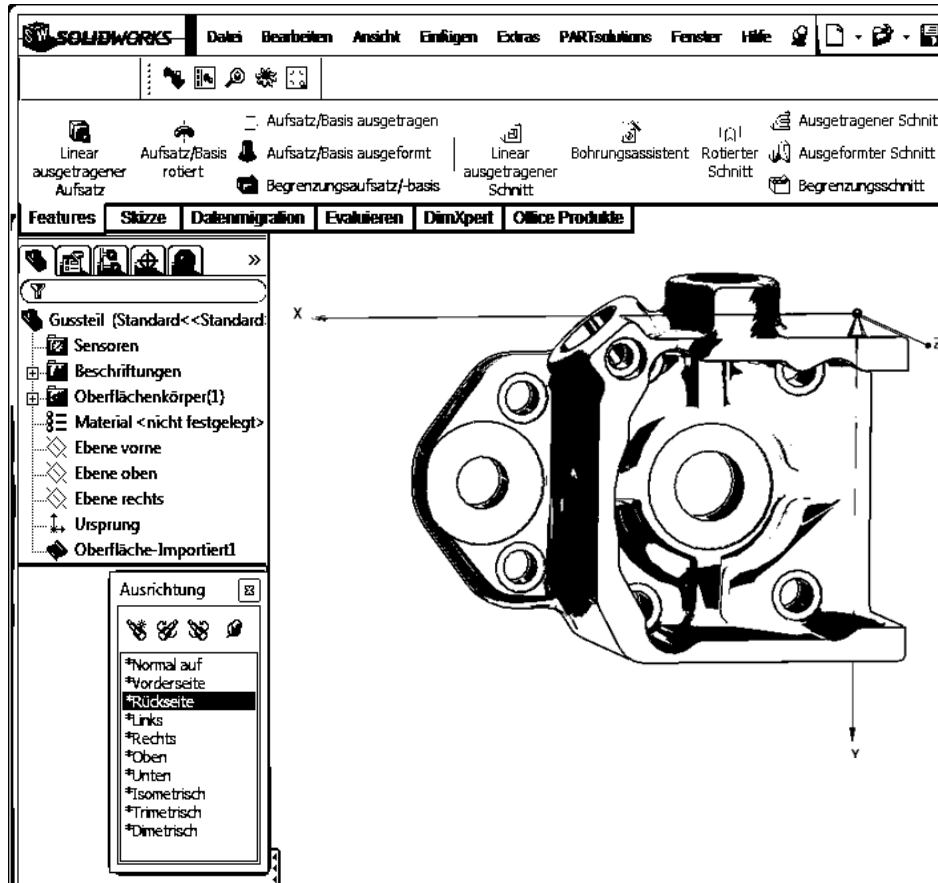 SW SOLIDWORKS Datei Bearbeiten Ansicht Einfügen Extras PARTsolutions Fenster Hilfe
Linear ausgetragener Aufsatz
Aufsatz/Basis rotiert
Aufsatz/Basis ausgetragen
Aufsatz/Basis ausgeformt
Begrenzungsaufsatz/-basis
Linear ausgetragener Schnitt
Bohrungsassistent
Rotierter Schnitt
Ausgetragener Schnitt
Ausgeformter Schnitt
Begrenzungsschnitt
Features Skizze Datenmigration Evaluieren DimXpert Office Produkte
»
Gussteil (Standard<<Standard
Sensoren
Beschriftungen
Oberflächenkörper(1)
Material <nicht festgelegt>
Ebene vorne
Ebene oben
Ebene rechts
Ursprung
Oberfläche-Importiert1
Ausrichtung
*Normal auf
*Vorderseite
*Rückseite
*Links
*Rechts
*Oben
*Unten
*Isometrisch
*Trimetrisch
*Dimetrisch
X
Z
Y